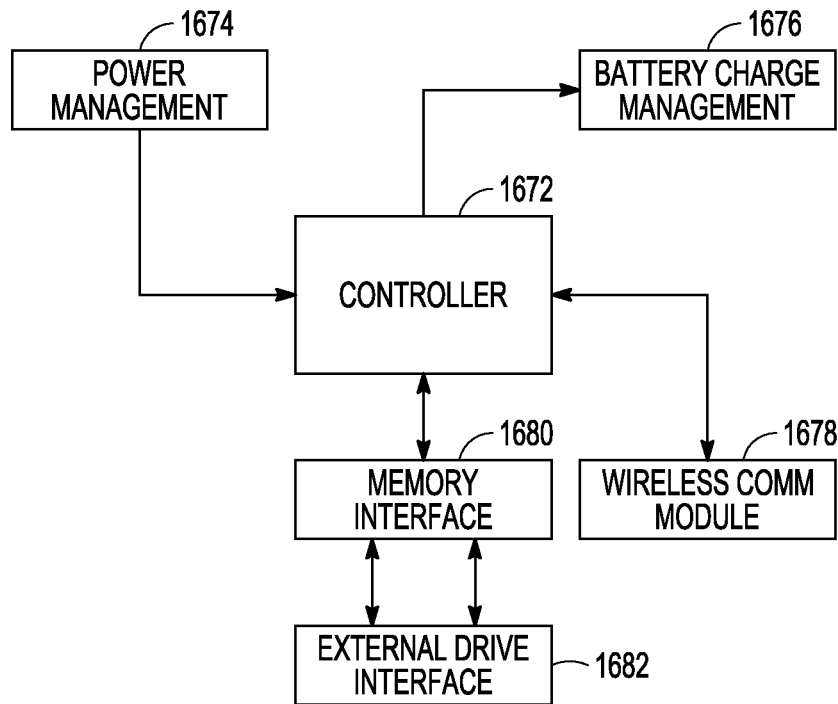 1674
POWER
MANAGEMENT
1676
BATTERY CHARGE
MANAGEMENT
1672
CONTROLLER
1680
MEMORY
INTERFACE
1678
WIRELESS COMM
MODULE
EXTERNAL DRIVE
INTERFACE
1682